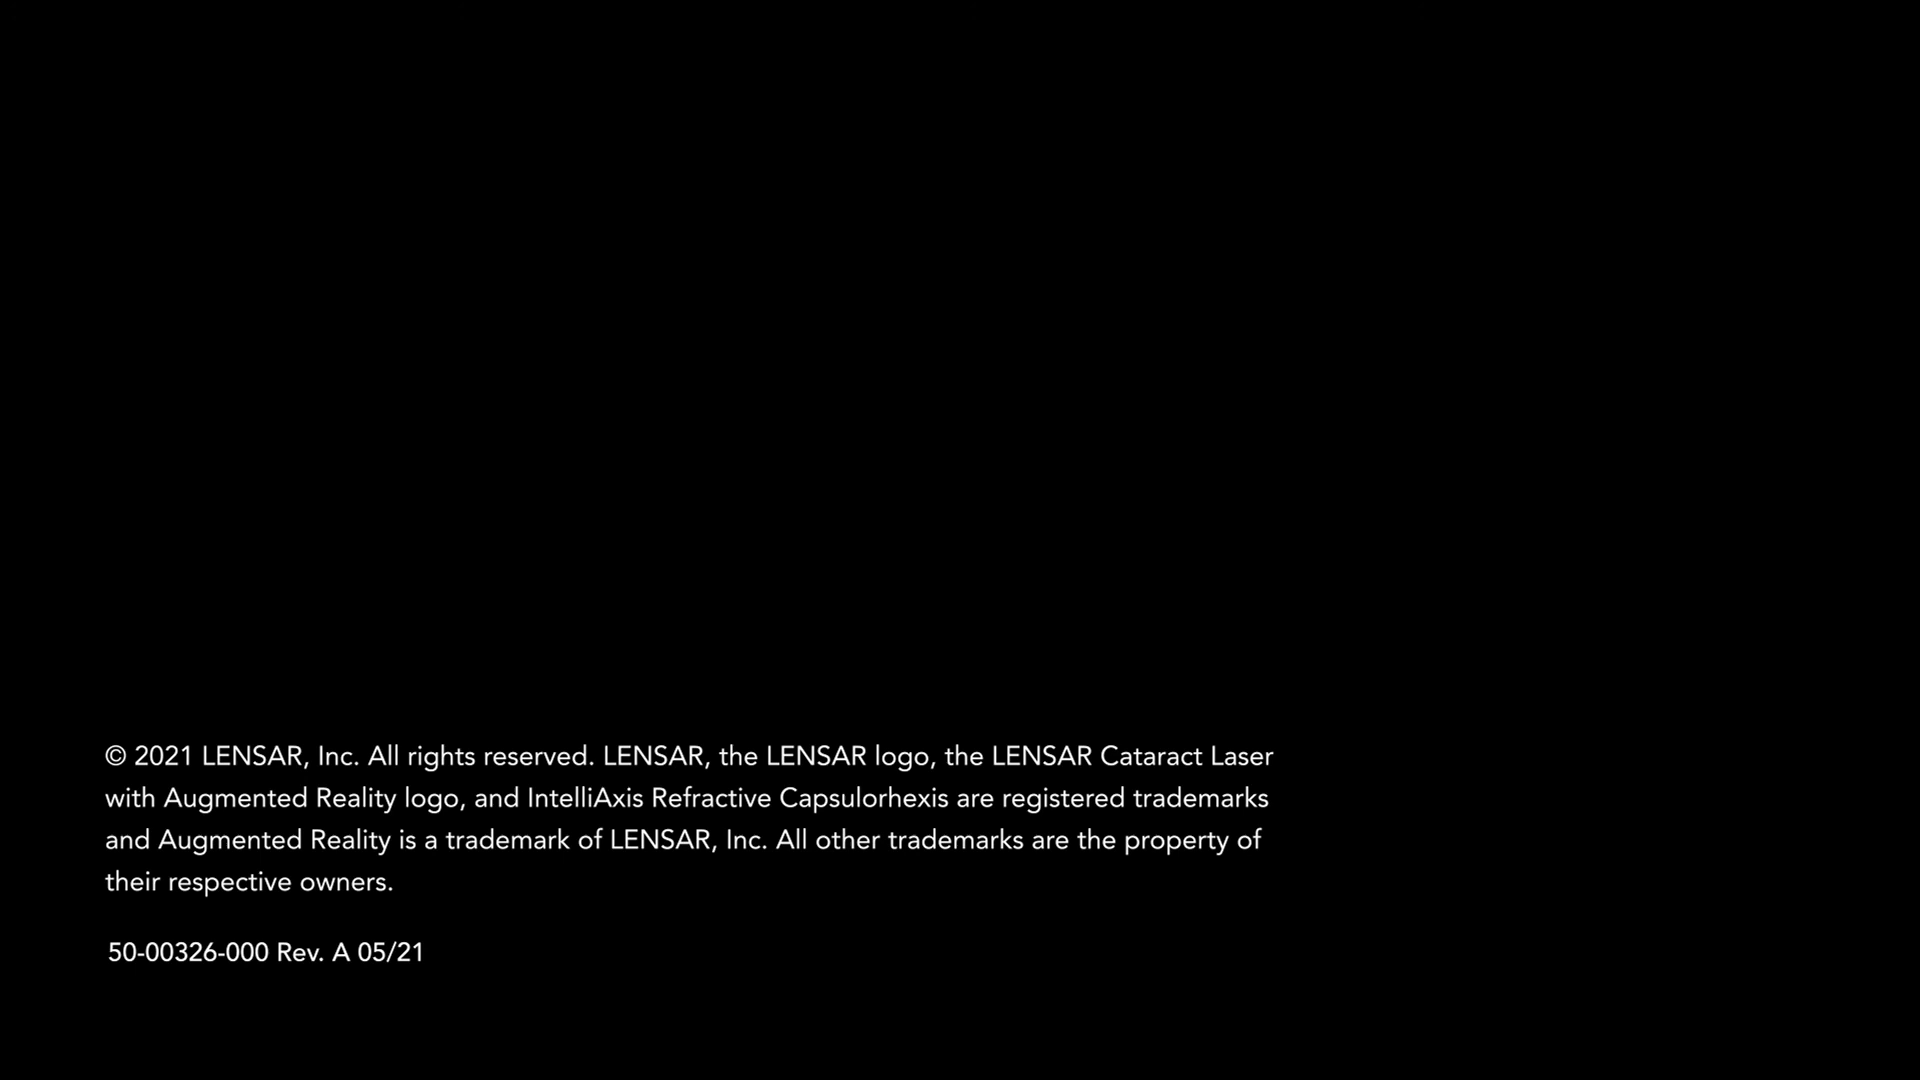 © 2021 LENSAR, Inc. All rights reserved. LENSAR, the LENSAR logo, the LENSAR Cataract Laser
with Augmented Reality logo, and IntelliAxis Refractive Capsulorhexis are registered trademarks
and Augmented Reality is a trademark of LENSAR, Inc. All other trademarks are the property of
their respective owners.
50-00326-000 Rev. A 05/21